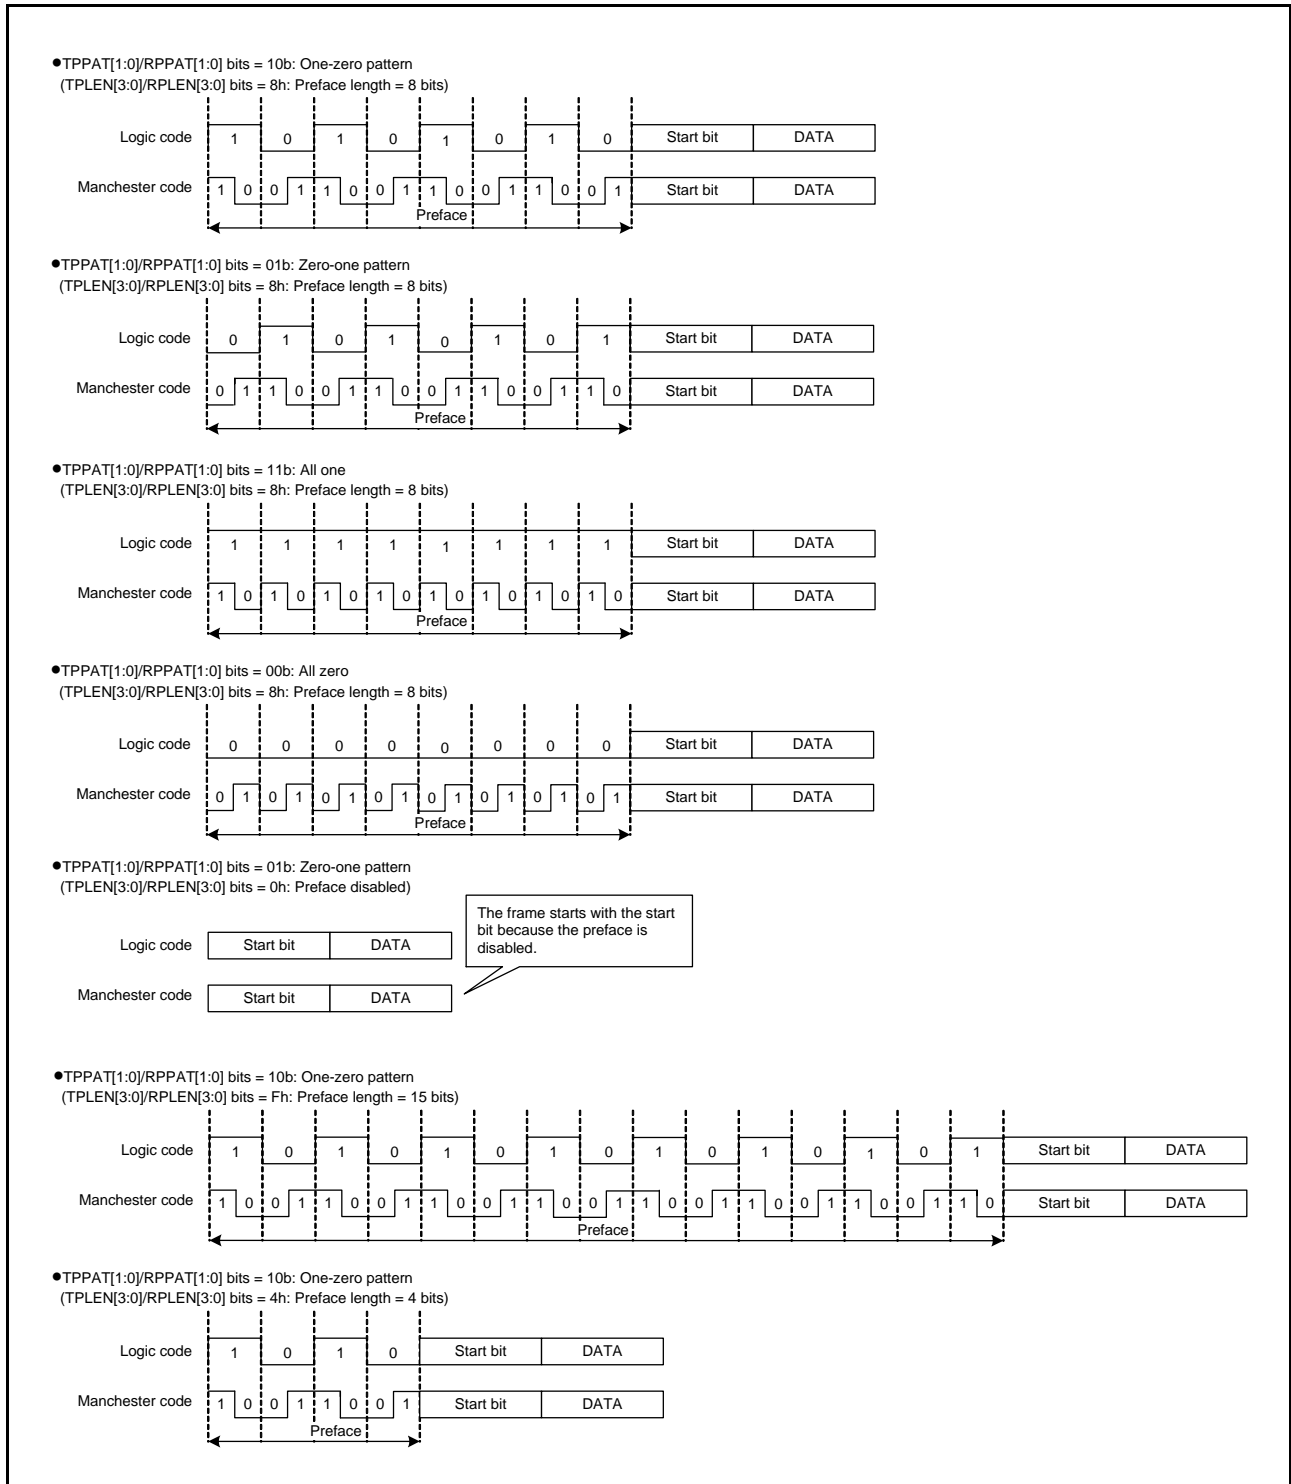 ●TPPAT[1:0]/RPPAT[1:0] bits = 10b: One-zero pattern
(TPLEN[3:0]/RPLEN[3:0] bits = 8h: Preface length = 8 bits)
Logic code 1 0 1 0 1 0 1 0 Start bit DATA
Manchester code 1 0 0 1 1 0 0 1 1 0 0 1 1 0 0 1 Start bit DATA
Preface
●TPPAT[1:0]/RPPAT[1:0] bits = 01b: Zero-one pattern
(TPLEN[3:0]/RPLEN[3:0] bits = 8h: Preface length = 8 bits)
Logic code 0 1 0 1 0 1 0 1 Start bit DATA
Manchester code 0 1 1 0 0 1 1 0 0 1 1 0 0 1 1 0 Start bit DATA
Preface
●TPPAT[1:0]/RPPAT[1:0] bits = 11b: All one
(TPLEN[3:0]/RPLEN[3:0] bits = 8h: Preface length = 8 bits)
Logic code 1 1 1 1 1 1 1 1 Start bit DATA
Manchester code 1 0 1 0 1 0 1 0 1 0 1 0 1 0 1 0 Start bit DATA
Preface
●TPPAT[1:0]/RPPAT[1:0] bits = 00b: All zero
(TPLEN[3:0]/RPLEN[3:0] bits = 8h: Preface length = 8 bits)
Logic code 0 0 0 0 0 0 0 0 Start bit DATA
Manchester code 0 1 0 1 0 1 0 1 0 1 0 1 0 1 0 1 Start bit DATA
Preface
●TPPAT[1:0]/RPPAT[1:0] bits = 01b: Zero-one pattern
(TPLEN[3:0]/RPLEN[3:0] bits = 0h: Preface disabled)
The frame starts with the start
bit because the preface is
disabled.
Logic code Start bit DATA
Manchester code Start bit DATA
●TPPAT[1:0]/RPPAT[1:0] bits = 10b: One-zero pattern
(TPLEN[3:0]/RPLEN[3:0] bits = Fh: Preface length = 15 bits)
Logic code 1 0 1 0 1 0 1 0 1 0 1 0 1 0 1 Start bit DATA
Manchester code 1 0 0 1 1 0 0 1 1 0 0 1 1 0 0 1 1 0 0 1 1 0 0 1 1 0 0 1 1 0 Start bit DATA
Preface
●TPPAT[1:0]/RPPAT[1:0] bits = 10b: One-zero pattern
(TPLEN[3:0]/RPLEN[3:0] bits = 4h: Preface length = 4 bits)
Logic code 1 0 1 0 Start bit DATA
Manchester code 1 0 0 1 1 0 0 1 Start bit DATA
Preface